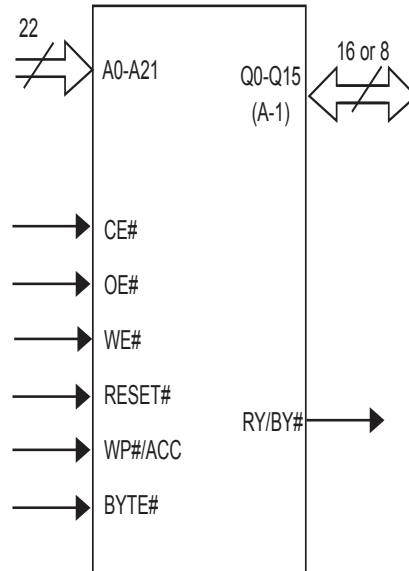 22
A0-A21
Q0-Q15
(A-1)
16 or 8
CE#
OE#
WE#
RESET#
WP#/ACC
BYTE#
RY/BY#